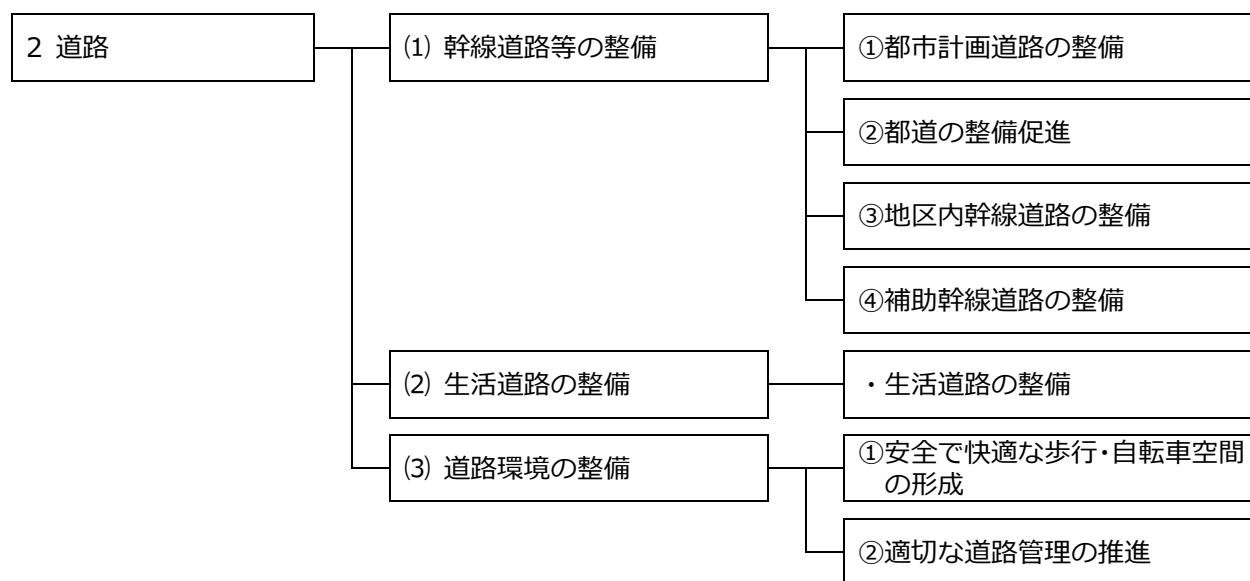 2 道路
⑴ 幹線道路等の整備
①都市計画道路の整備
②都道の整備促進
③地区内幹線道路の整備
④補助幹線道路の整備
⑵ 生活道路の整備
・生活道路の整備
⑶ 道路環境の整備
①安全で快適な歩行･自転車空間
の形成
②適切な道路管理の推進